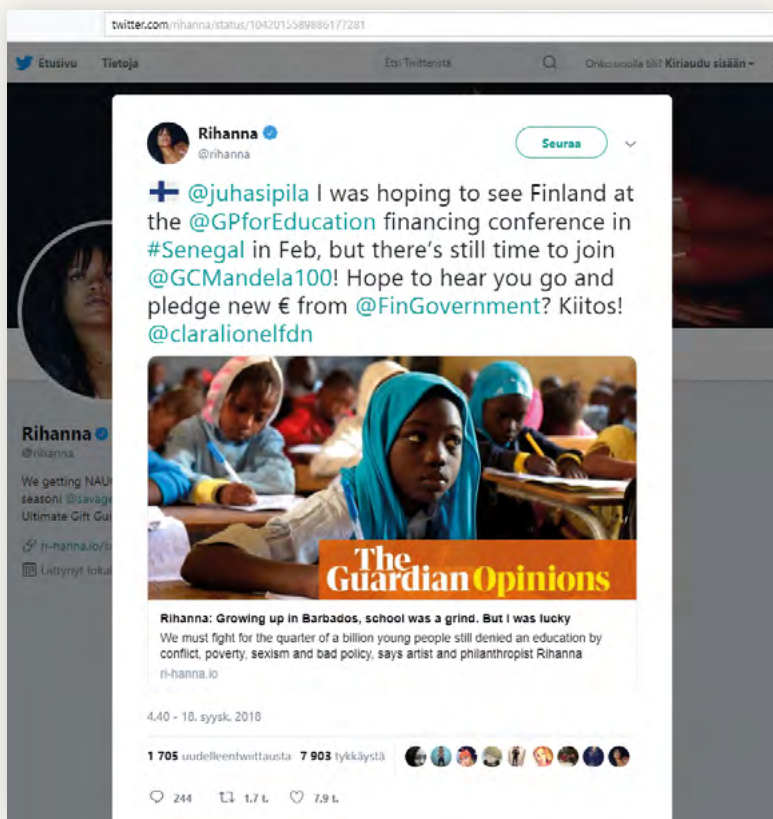 twitter.com/rihanna/status/1042015589886177281
Etusivu Tietoja Etsi Twitteristä Onko sinulla tili? Kirjaudu sisään
Rihanna
@rihanna
Seuraa
@juhasipila I was hoping to see Finland at
the @GPforEducation financing conference in
#Senegal in Feb, but there's still time to join
@GCMandela100! Hope to hear you go and
pledge new € from @FinGovernment? Kiitos!
@claralionelfdn
The
Guardian Opinions
Rihanna: Growing up in Barbados, school was a grind. But I was lucky
We must fight for the quarter of a billion young people still denied an education by
conflict, poverty, sexism and bad policy, says artist and philanthropist Rihanna
ri-hanna.io
4.40 - 18. syysk. 2018
1 705 uudelleentwiittausta 7 903 tykkäystä
244 1.7 t. 7.9 t.
Rihanna
@rihanna
We getting
season!
Ultimate Gift
Liittynyt